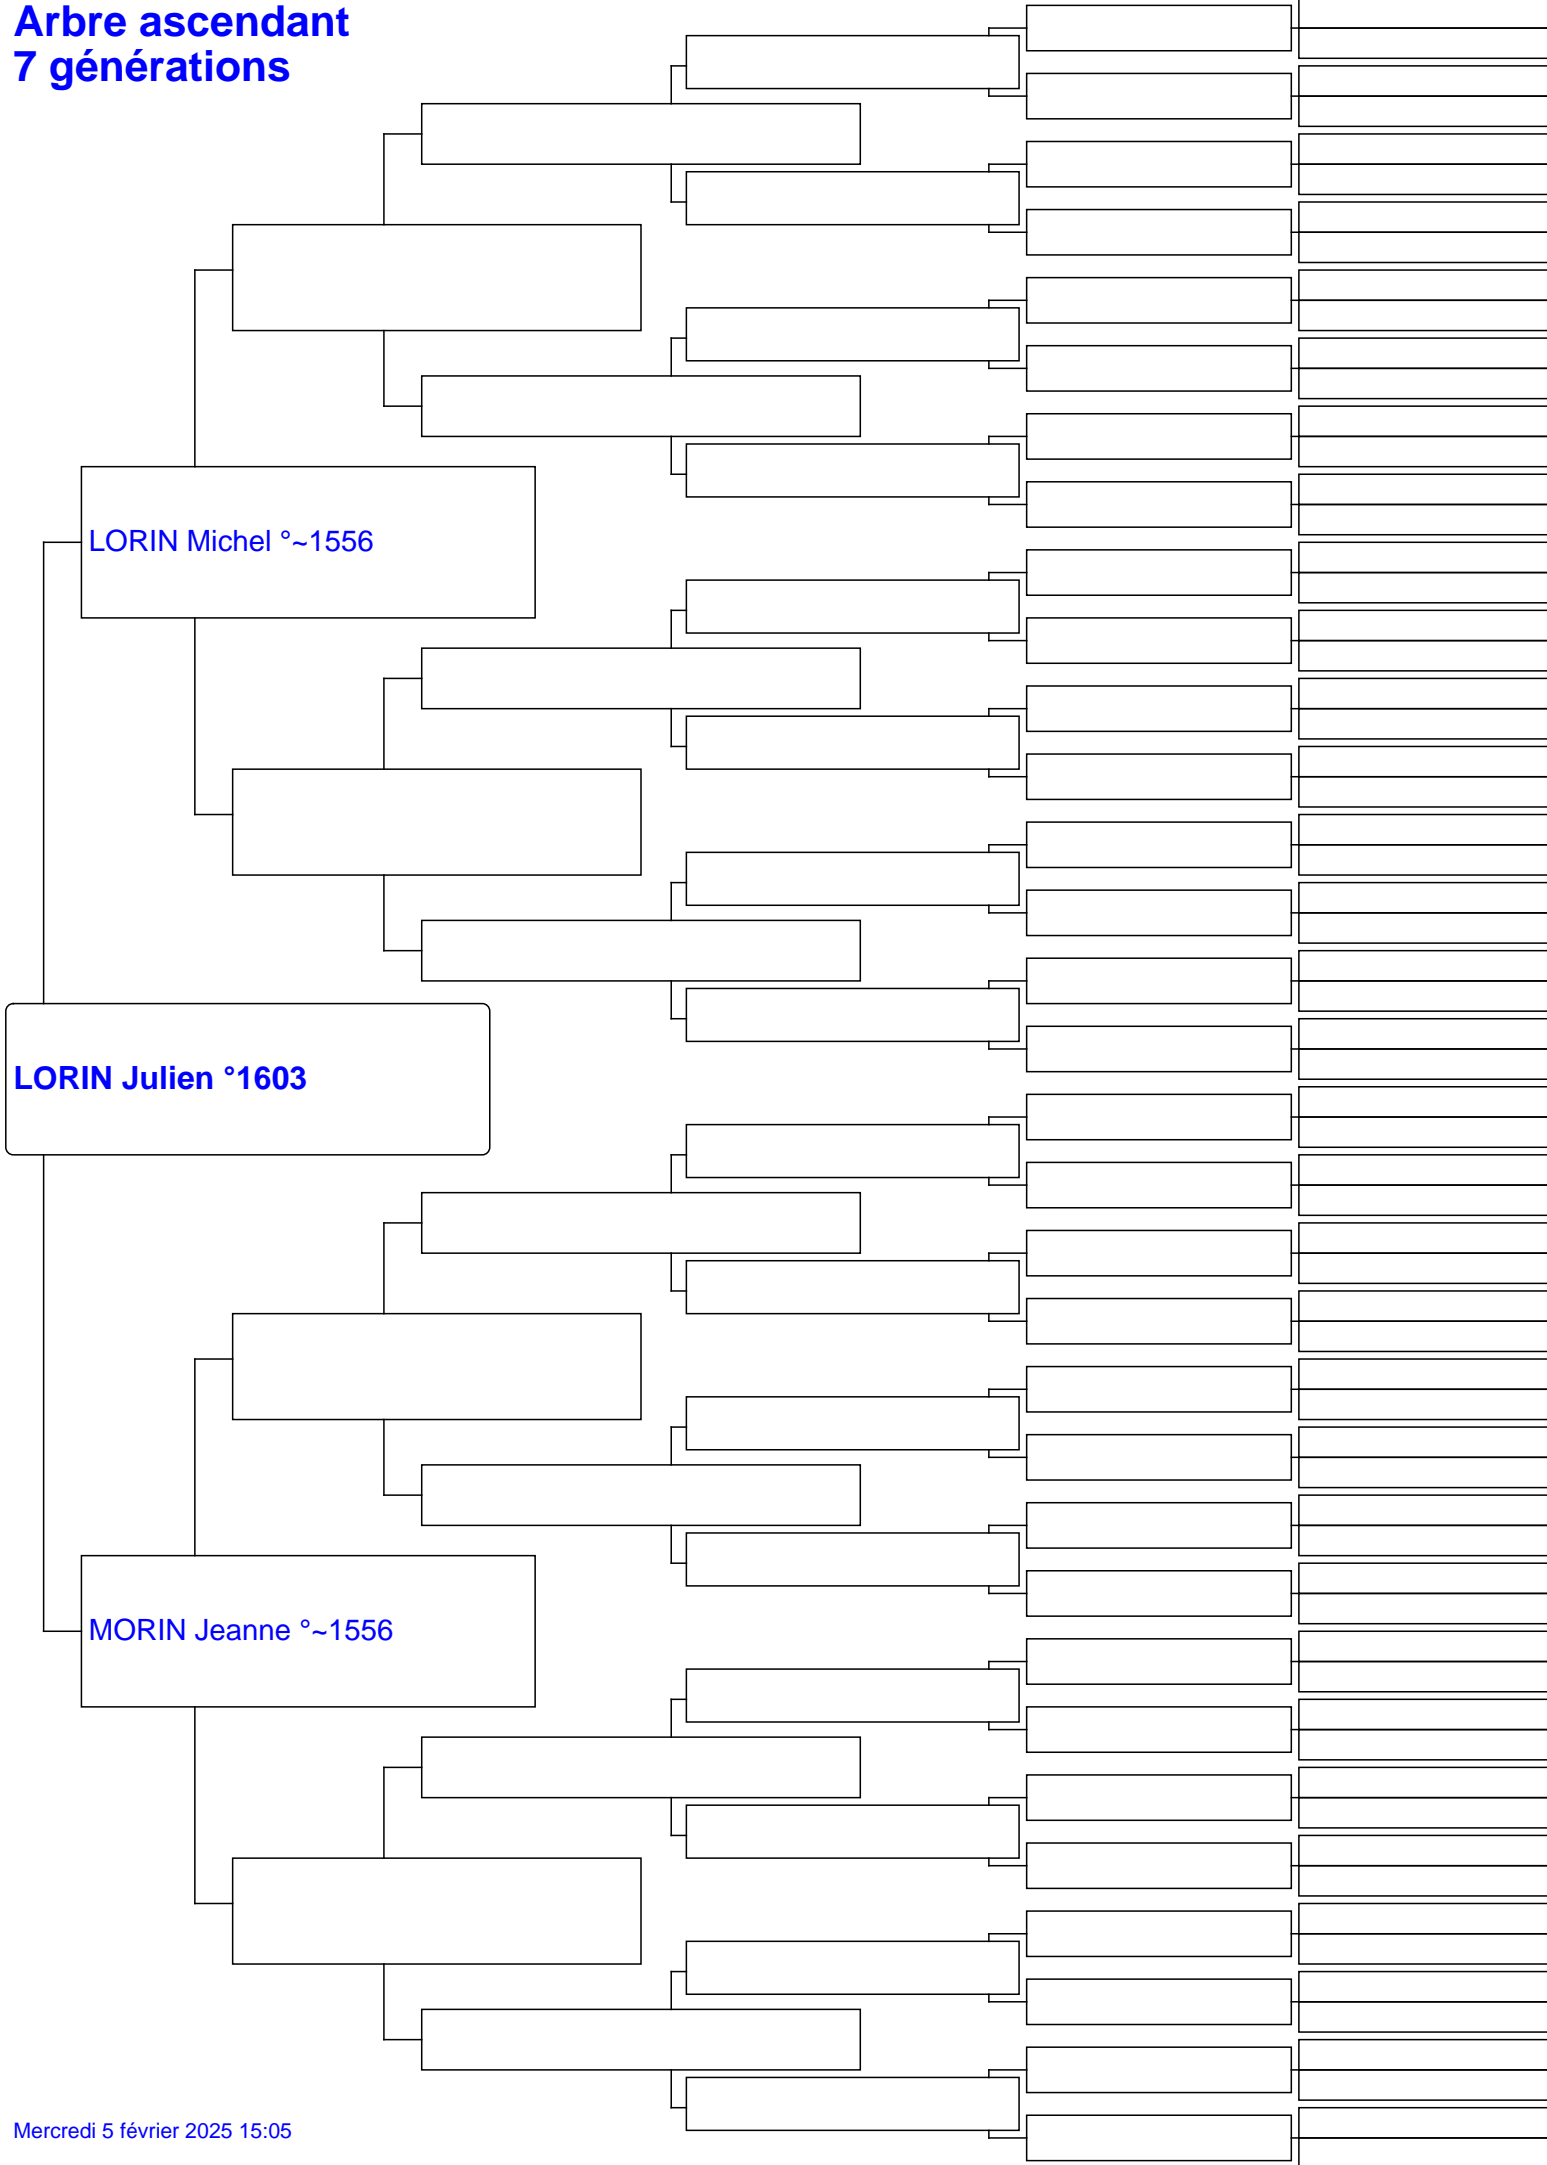 Arbre ascendant
7 générations
LORIN Michel °~1556
LORIN Julien °1603
MORIN Jeanne °~1556
Mercredi 5 février 2025 15:05